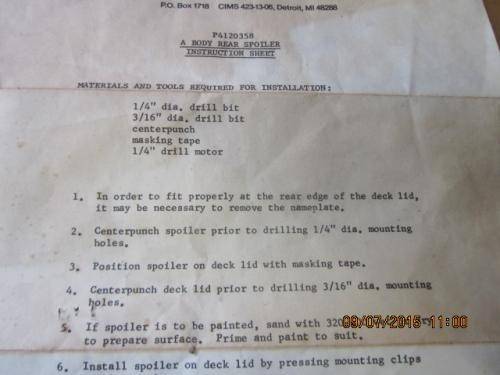 P.O. Box 1718 CIMS 423-13-06, Detroit, MI 48288
P4120358
A BODY REAR SPOILER
INSTRUCTION SHEET
MATERIALS AND TOOLS REQUIRED FOR INSTALLATION:
1/4" dia. drill bit
3/16" dia. drill bit
centerpunch
masking tape
1/4" drill motor
1. In order to fit properly at the rear edge of the deck lid,
it may be necessary to remove the nameplate.
2. Centerpunch spoiler prior to drilling 1/4" dia. mounting
holes.
3. Position spoiler on deck lid with masking tape.
4. Centerpunch deck lid prior to drilling 3/16" dia. mounting
holes.
5. If spoiler is to be painted, sand with 320
09/07/2015 11:00
to prepare surface. Prime and paint to suit.
6. Install spoiler on deck lid by pressing mounting clips